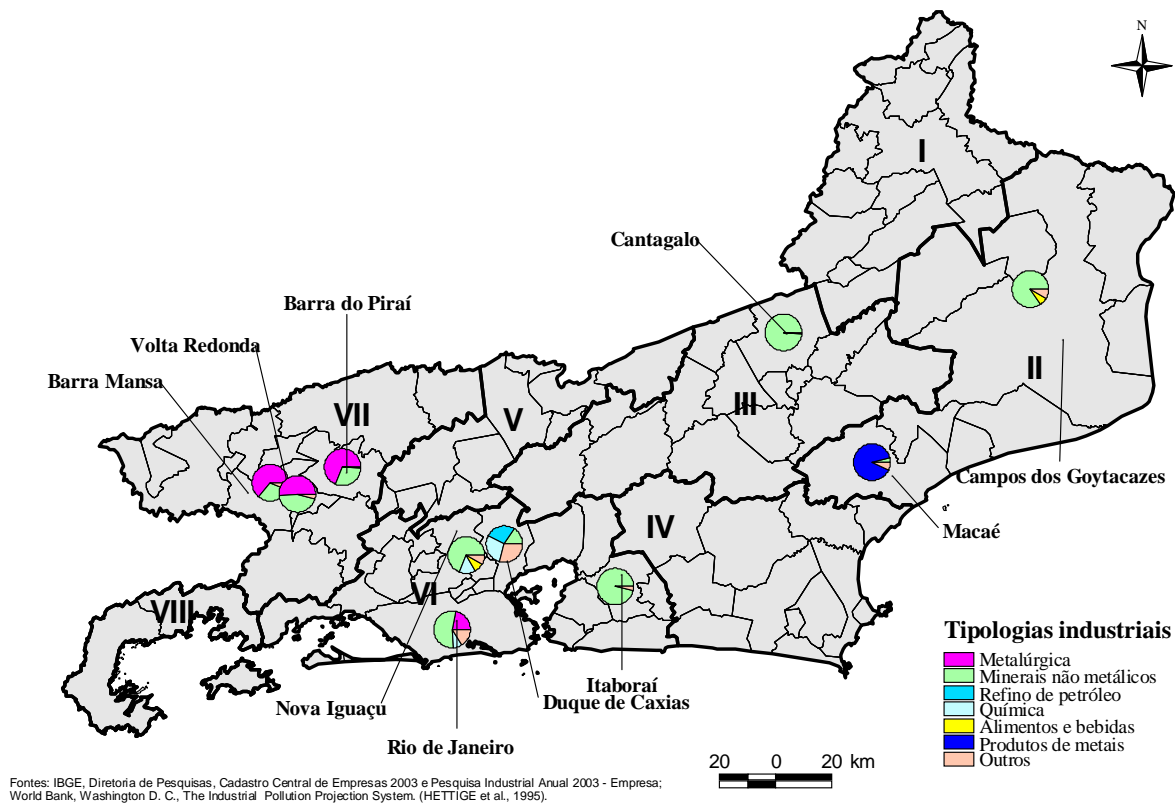 N
I
Cantagalo
Barra do Piraí
Volta Redonda
Barra Mansa
II
III
VII
V
Campos dos Goytacazes
Macaé
IV
VI
VIII
Itaboraí
Duque de Caxias
Nova Iguaçu
Rio de Janeiro
Tipologias industriais
Metalúrgica
Minerais não metálicos
Refino de petróleo
Química
Alimentos e bebidas
Produtos de metais
Outros
20 0 20 km
Fontes: IBGE, Diretoria de Pesquisas, Cadastro Central de Empresas 2003 e Pesquisa Industrial Anual 2003 - Empresa;
World Bank, Washington D. C., The Industrial Pollution Projection System. (HETTIGE et al., 1995).